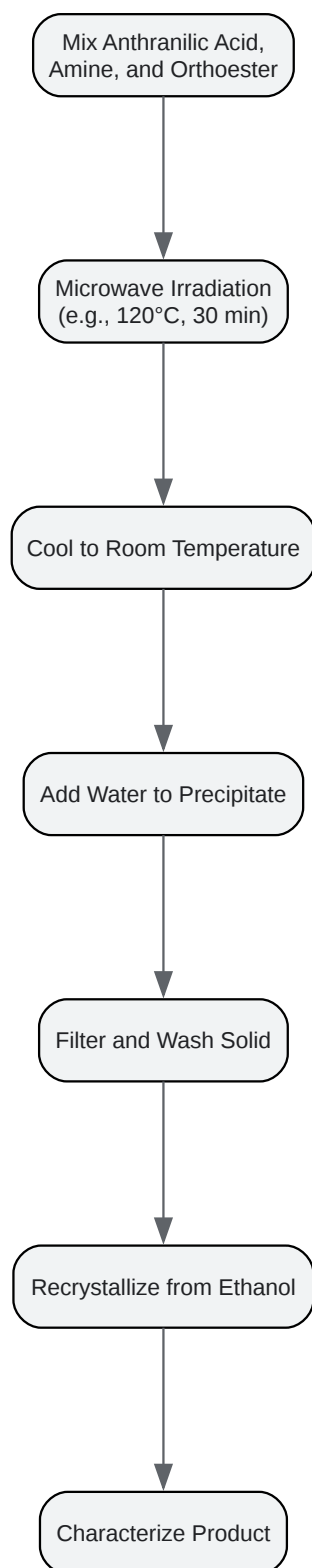 Mix Anthranilic Acid,
Amine, and Orthoester
Microwave Irradiation
(e.g., 120°C, 30 min)
Cool to Room Temperature
Add Water to Precipitate
Filter and Wash Solid
Recrystallize from Ethanol
Characterize Product